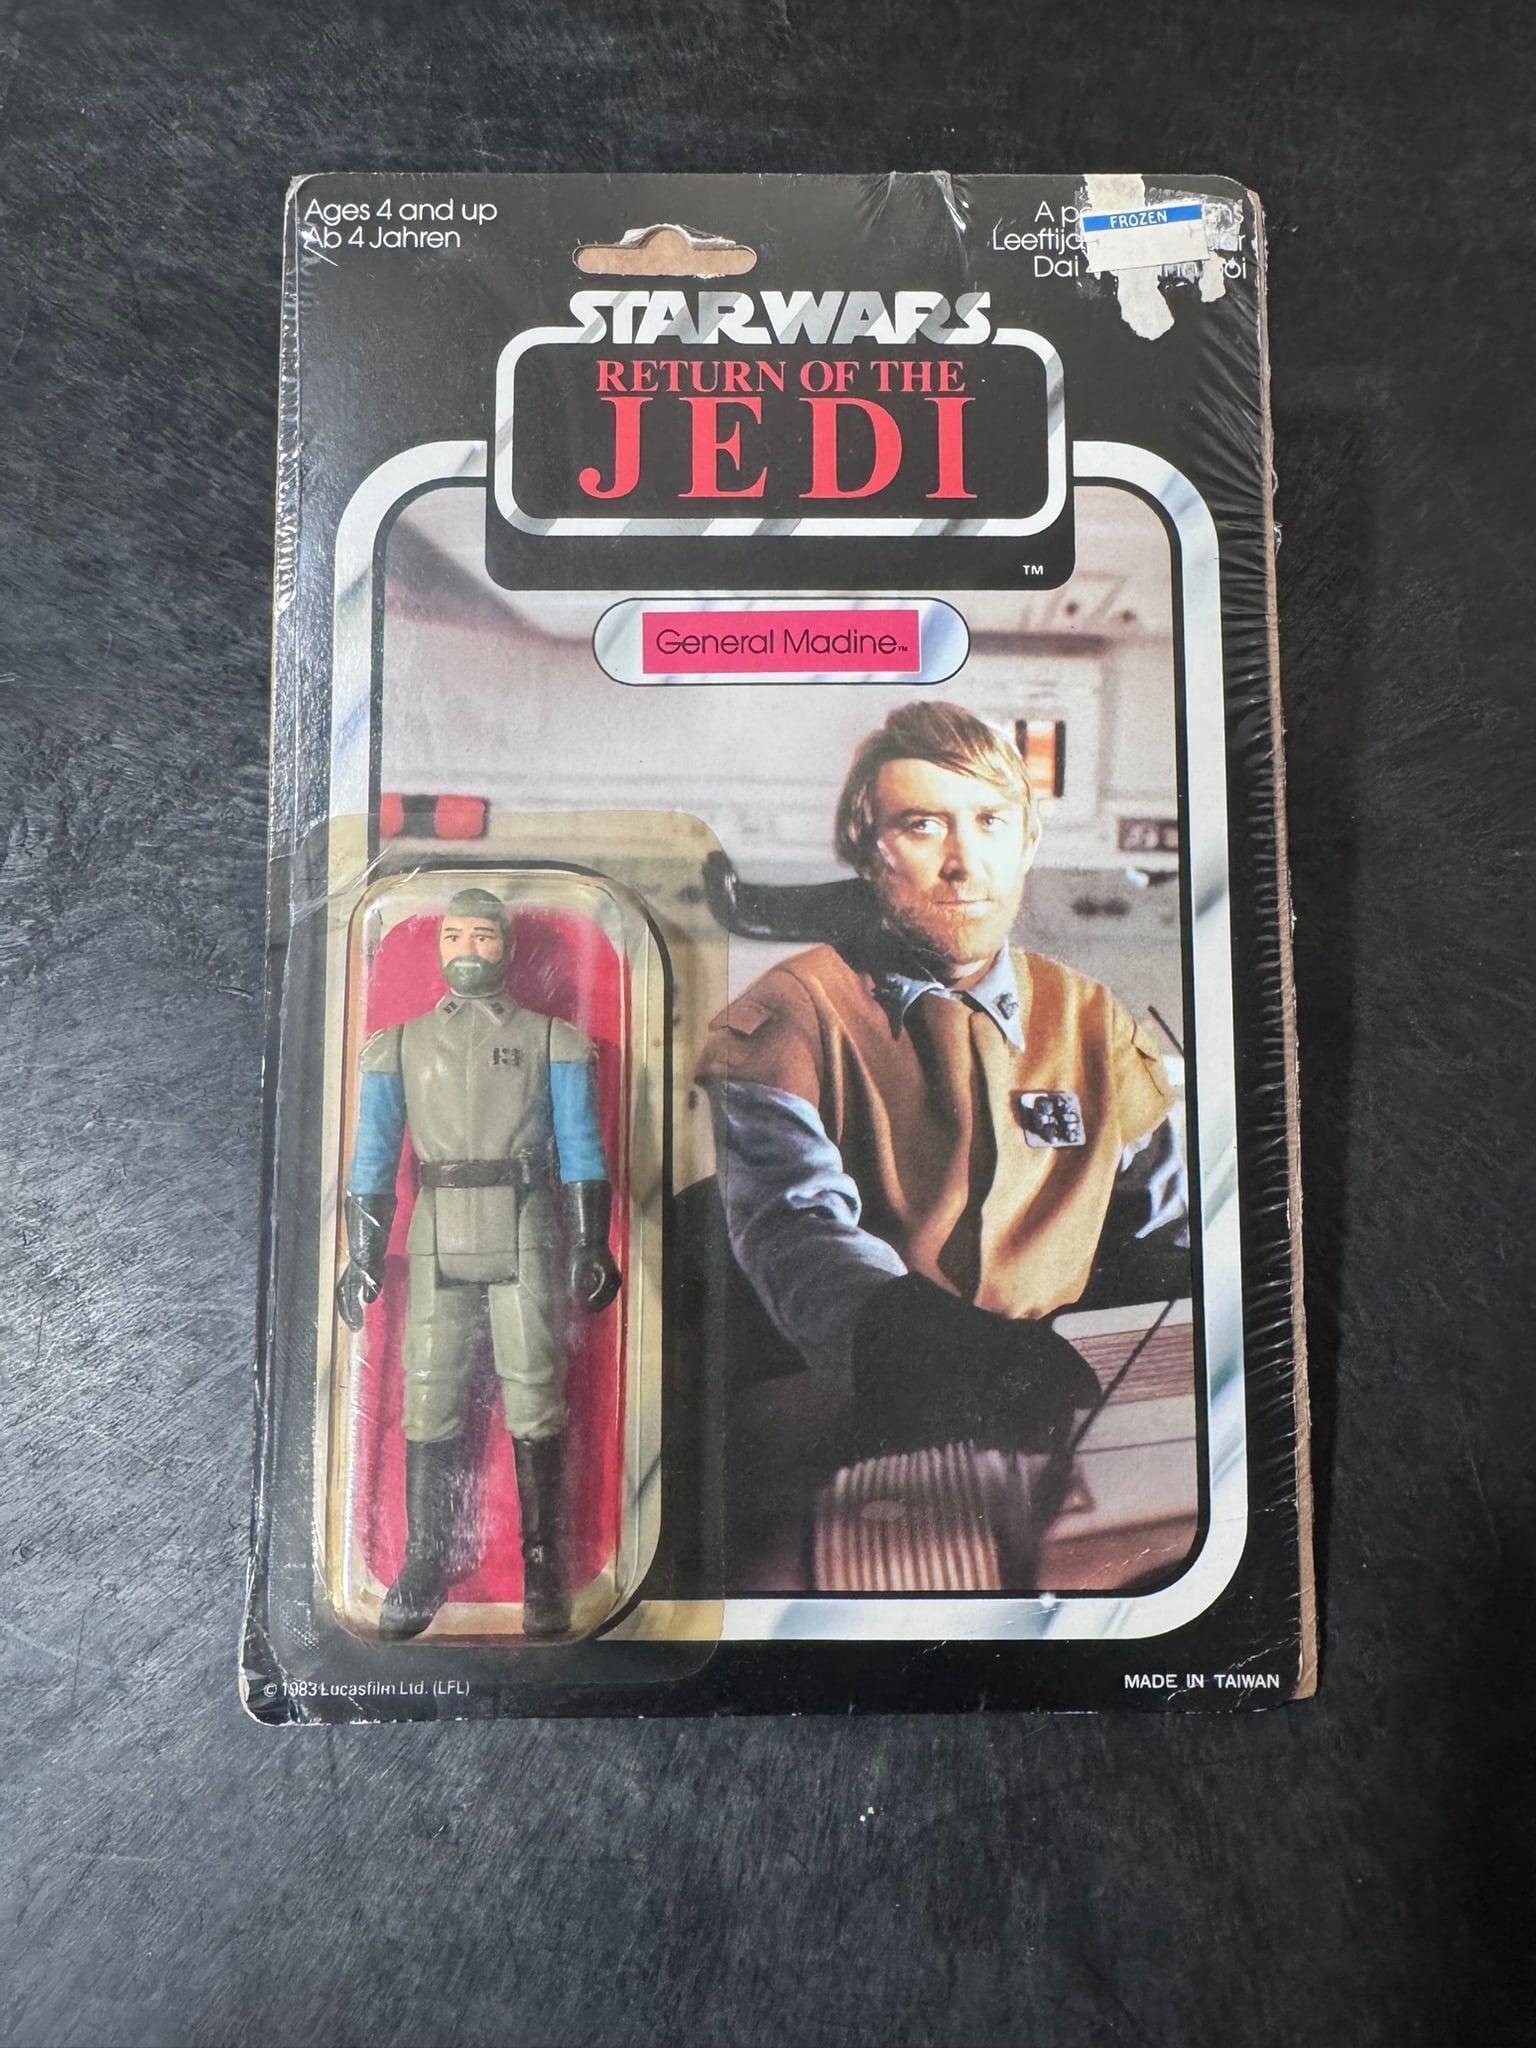 Ages 4 and up
Ab 4 Jahren
A
Dai
FROZEN
STAR WARS
RETURN OF THE
JEDI
TM
General Madine TM
© 1983 Lucasfilm Ltd. (LFL)
MADE IN TAIWAN